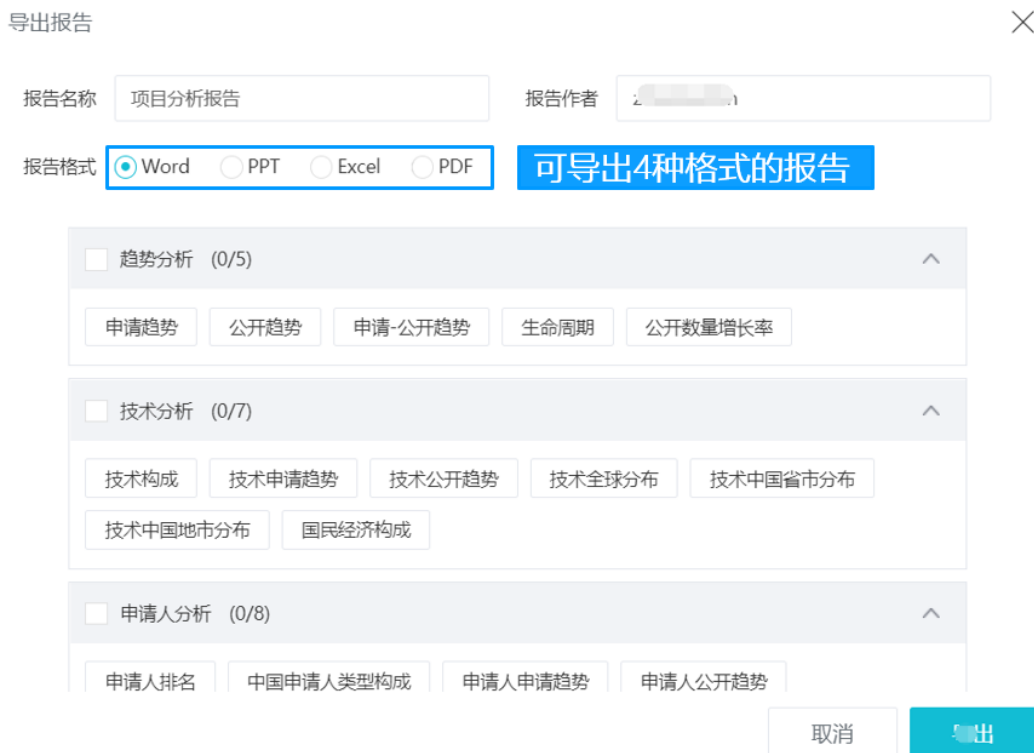 导出报告
报告名称 项目分析报告 报告作者
报告格式 Word PPT Excel PDF 可导出4种格式的报告
趋势分析 (0/5)
申请趋势 公开趋势 申请-公开趋势 生命周期 公开数量增长率
技术分析 (0/7)
技术构成 技术申请趋势 技术公开趋势 技术全球分布 技术中国省市分布
技术中国地市分布 国民经济构成
申请人分析 (0/8)
申请人排名 中国申请人类型构成 申请人申请趋势 申请人公开趋势
取消 出